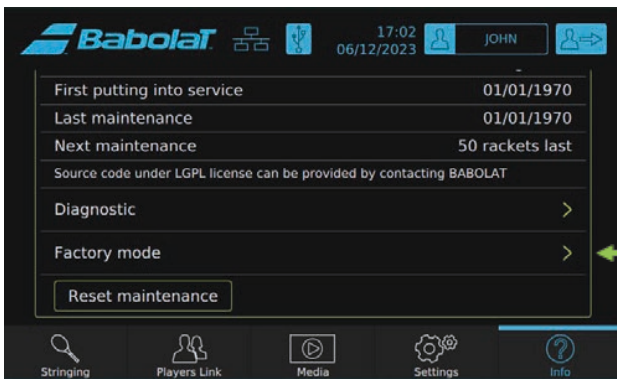 Babolat
17:02
06/12/2023
JOHN
First putting into service 01/01/1970
Last maintenance 01/01/1970
Next maintenance 50 rackets last
Source code under LGPL license can be provided by contacting BABOLAT
Diagnostic >
Factory mode >
Reset maintenance
Stringing Players Link Media Settings Info